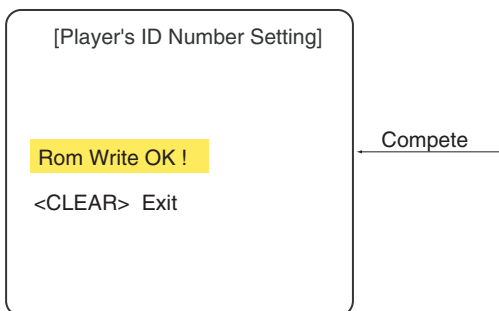 [Player's ID Number Setting]
Compete
Rom Write OK !
<CLEAR> Exit